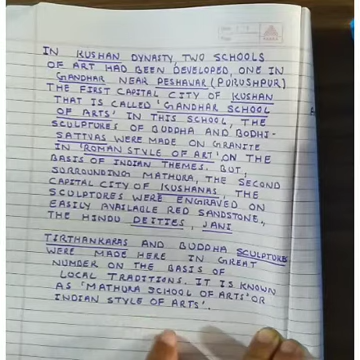 IN KUSHAN DYNASTY, TWO SCHOOLS
OF ART HAD BEEN DEVELOPED, ONE IN
GANDHAR NEAR PESHAWAR (PURUSHPUR)
THE FIRST CAPITAL CITY OF KUSHAN
THAT IS CALLED 'GANDHAR SCHOOL
OF ARTS' IN THIS SCHOOL, THE
SCULPTURES OF BUDDHA AND BODHI-
SATTVAS WERE MADE ON GRANITE
IN 'ROMAN STYLE OF ART' ON THE
BASIS OF INDIAN THEMES. BUT,
SORROUNDING MATHURA, THE SECOND
CAPITAL CITY OF KUSHANAS. THE
SCULPTURES WERE ENGRAVED ON
EASILY AVAILABLE RED SANDSTONE.,
THE HINDU DEITIES, JANI
TIRTHANKARAS AND BUDDHA SCULPTURES
WERE MADE HERE IN GREAT
NUMBER ON THE BASIS OF
LOCAL TRADITIONS. IT IS KNOWN
AS 'MATHURA SCHOOL OF ARTS' OR
INDIAN STYLE OF ARTS'.